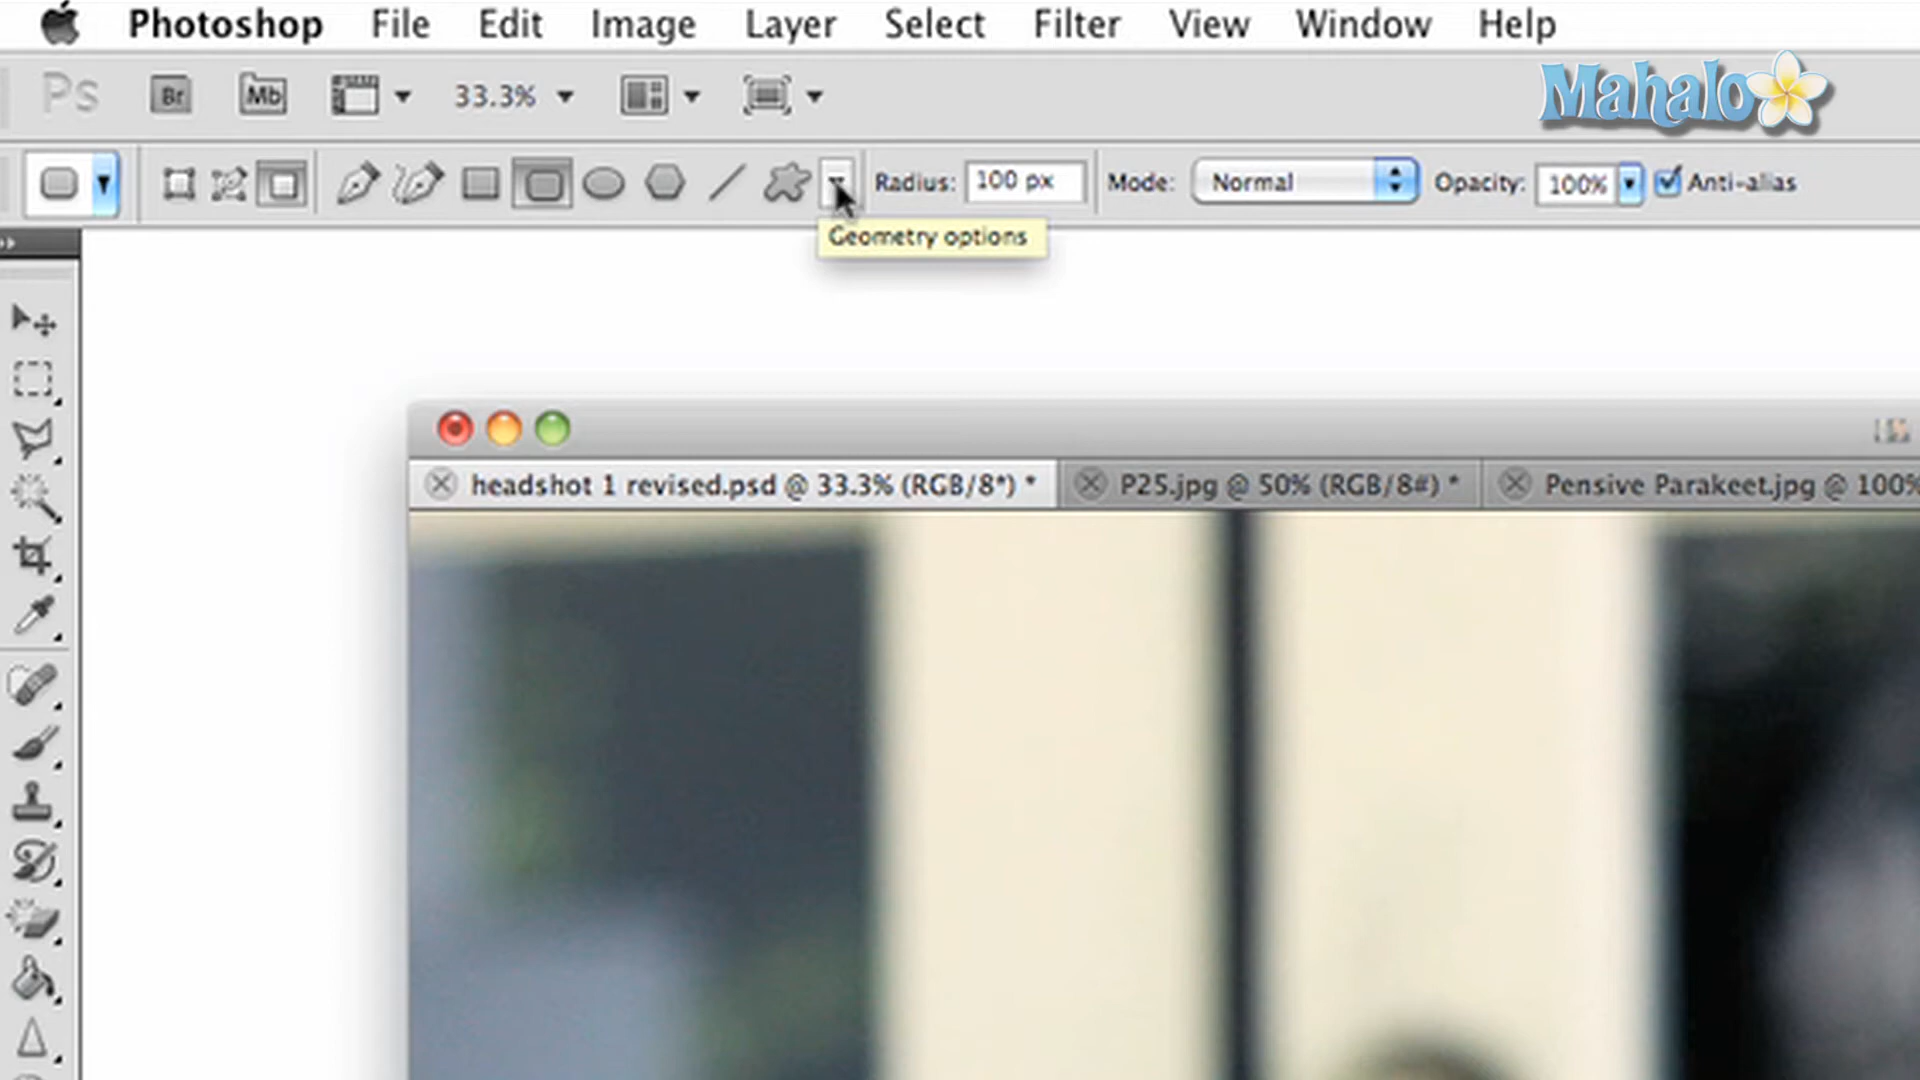 Photoshop File Edit Image Layer Select Filter View Window Help
Ps Br Mb 33.3%
Mahalo
Radius: 100 px Mode: Normal Opacity: 100% Anti-alias
Geometry options
headshot 1 revised.psd @ 33.3% (RGB/8*) * P25.jpg @ 50% (RGB/8#) * Pensive Parakeet.jpg @ 100%